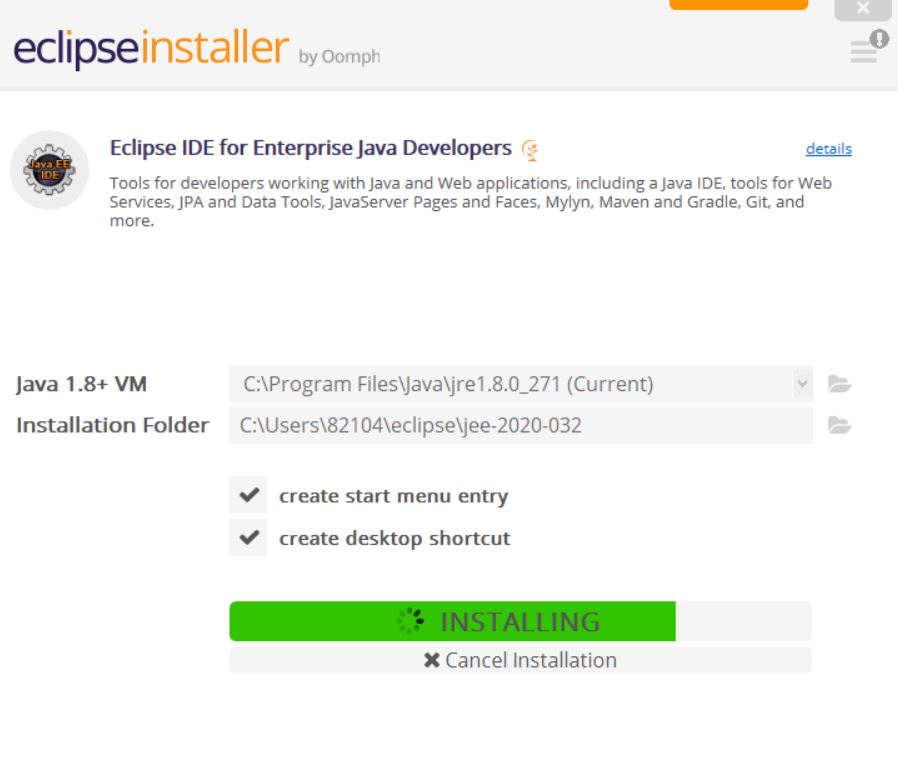 eclipseinstaller by Oomph
Java EE
IDE
Eclipse IDE for Enterprise Java Developers
details
Tools for developers working with Java and Web applications, including a Java IDE, tools for Web
Services, JPA and Data Tools, JavaServer Pages and Faces, Mylyn, Maven and Gradle, Git, and
more.
Java 1.8+ VM
C:\Program Files\Java\jre1.8.0_271 (Current)
Installation Folder
C:\Users\82104\eclipse\jee-2020-032
create start menu entry
create desktop shortcut
INSTALLING
Cancel Installation